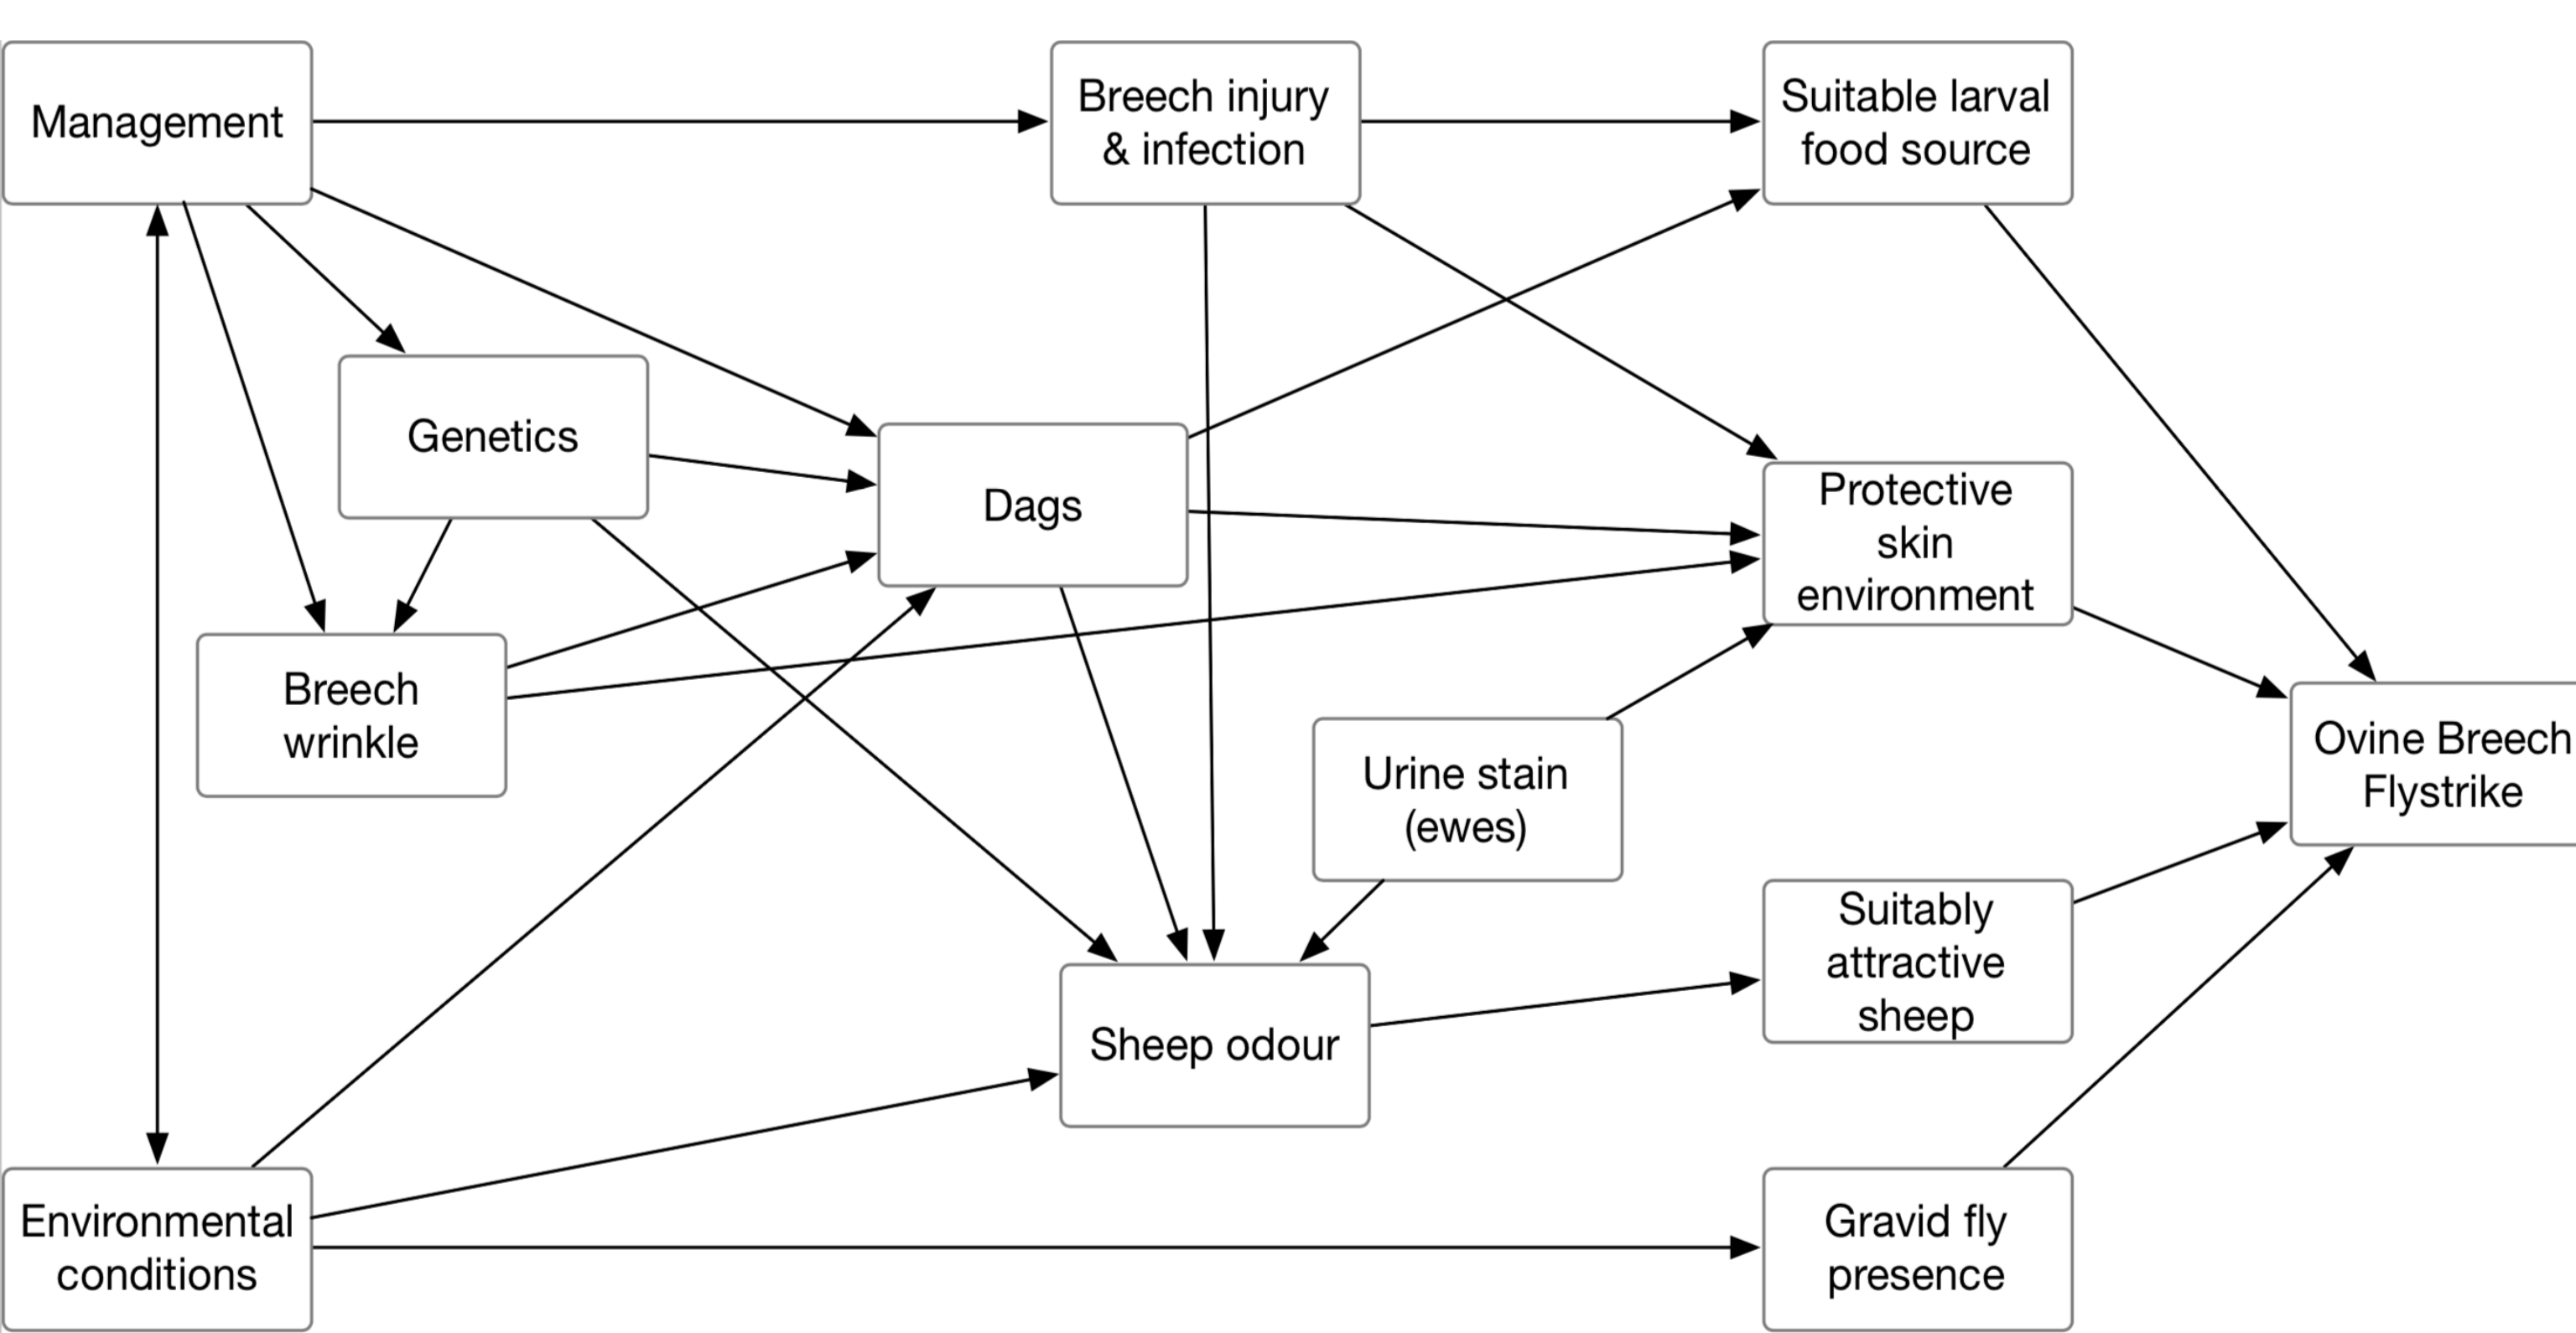 Management
Breech injury
& infection
Suitable larval
food source
Genetics
Dags
Protective
skin
environment
Breech
wrinkle
Urine stain
(ewes)
Ovine Breech
Flystrike
Suitably
attractive
sheep
Sheep odour
Environmental
conditions
Gravid fly
presence